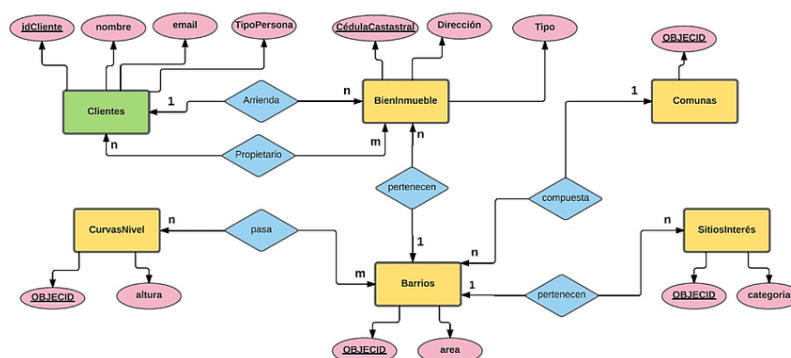 idCliente
nombre
email
TipoPersona
CédulaCastastral
Dirección
Tipo
OBJECID
Clientes
1
Arrienda
n
BienInmueble
1
Comunas
n
Propietario
m
n
pertenecen
compuesta
CurvasNivel
n
pasa
1
n
n
SitiosInterés
m
Barrios
1
pertenecen
OBJECID
altura
OBJECID
categoria
OBJECID
area